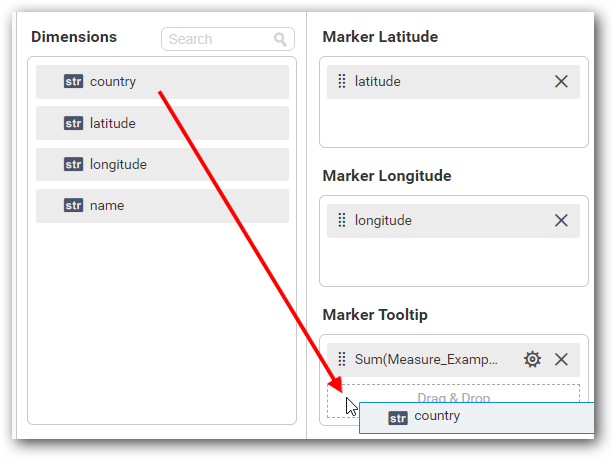 Dimensions
Search
str country
str latitude
str longitude
str name
Marker Latitude
latitude
Marker Longitude
longitude
Marker Tooltip
Sum(Measure_Examp...
Drag & Drop
str country